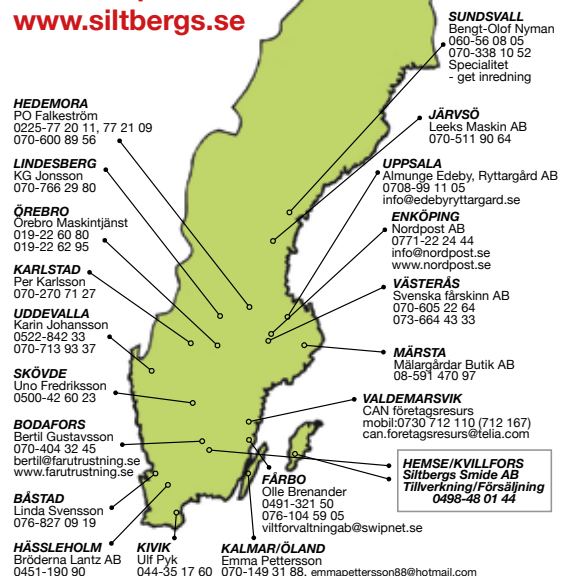 www.siltbergs.se
SUNDSVALL
Bengt-Olof Nyman
060-56 08 05
070-338 10 52
Specialitet
- get inredning
HEDEMORA
PO Falkeström
0225-77 20 11, 77 21 09
070-600 89 56
JÄRVSÖ
Leeks Maskin AB
070-511 90 64
LINDESBERG
KG Jonsson
070-766 29 80
UPPSALA
Almunge Edeby, Ryttargård AB
0708-99 11 05
info@edebyryttargard.se
ÖREBRO
Örebro Maskintjänst
019-22 60 80
019-22 62 95
ENKÖPING
Nordpost AB
0771-22 24 44
info@nordpost.se
www.nordpost.se
KARLSTAD
Per Karlsson
070-270 71 27
VÄSTERÅS
Svenska fårskinn AB
070-605 22 64
073-664 43 33
UDDEVALLA
Karin Johansson
0522-842 33
070-713 93 37
MÄRSTA
Mälargårdar Butik AB
08-591 470 97
SKÖVDE
Uno Fredriksson
0500-42 60 23
VALDEMARSVIK
CAN företagsresurs
mobil:0730 712 110 (712 167)
can.foretagsresurs@telia.com
BODAFORS
Bertil Gustavsson
070-404 32 45
bertil@farutrustning.se
www.farutrustning.se
HEMSE/KVILLFORS
Siltbergs Smide AB
Tillverkning/Försäljning
0498-48 01 44
FÅRBO
Olle Brenander
0491-321 50
076-104 59 05
viltforvaltningab@swipnet.se
BÅSTAD
Linda Svensson
076-827 09 19
HÄSSLEHOLM
Bröderna Lantz AB
0451-190 90
KIVIK
Ulf Pyk
044-35 17 60
KALMAR/ÖLAND
Emma Pettersson
070-149 31 88, emmapettersson88@hotmail.com